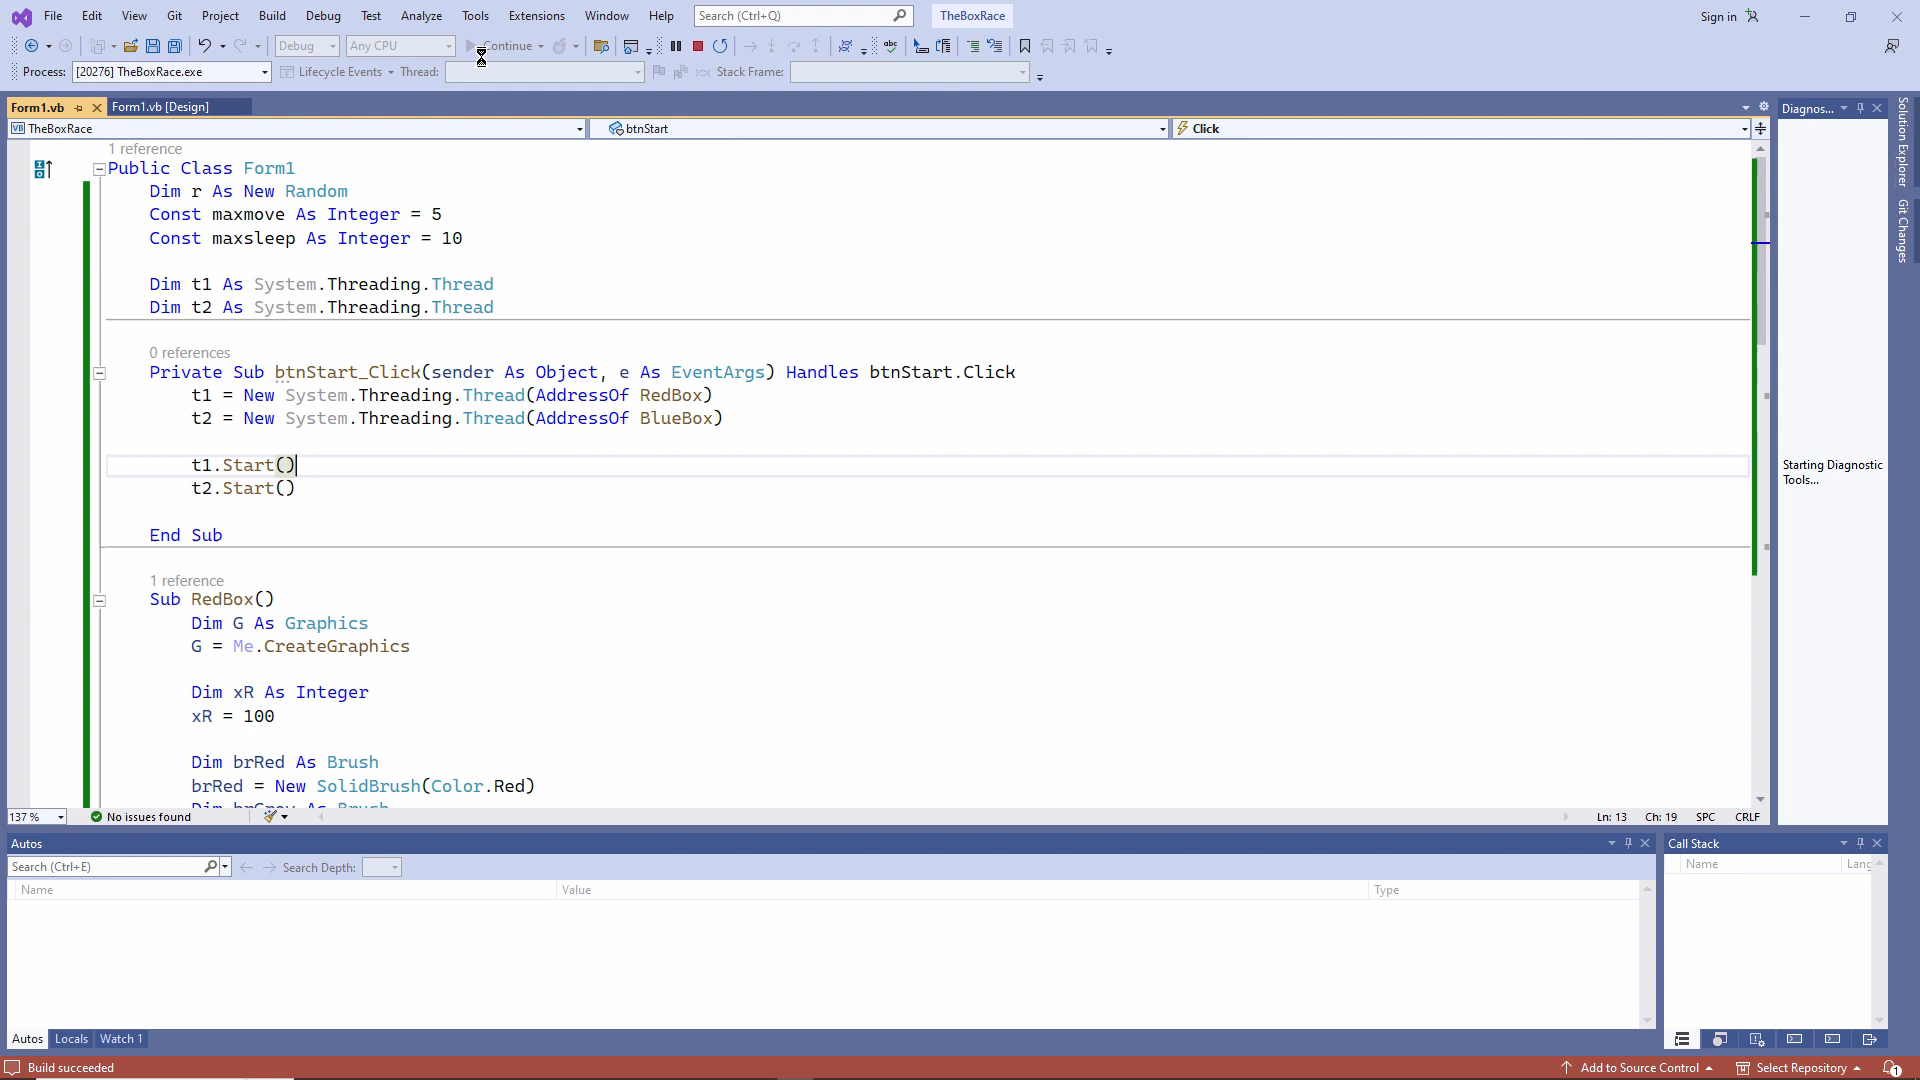 File Edit View Git Project Build Debug Test Analyze Tools Extensions Window Help Search (Ctrl+Q) TheBoxRace Sign in
Debug Any CPU Continue
Process: [20276] TheBoxRace.exe Lifecycle Events Thread: Stack Frame:
Form1.vb Form1.vb [Design] Diagnos...
TheBoxRace btnStart Click
1 reference
Public Class Form1
Dim r As New Random
Const maxmove As Integer = 5
Const maxsleep As Integer = 10
Dim t1 As System.Threading.Thread
Dim t2 As System.Threading.Thread
0 references
Private Sub btnStart_Click(sender As Object, e As EventArgs) Handles btnStart.Click
t1 = New System.Threading.Thread(AddressOf RedBox)
t2 = New System.Threading.Thread(AddressOf BlueBox)
t1.Start()
t2.Start()
End Sub
1 reference
Sub RedBox()
Dim G As Graphics
G = Me.CreateGraphics
Dim xR As Integer
xR = 100
Dim brRed As Brush
brRed = New SolidBrush(Color.Red)
Dim brGray As Brush
Starting Diagnostic
Tools...
Solution Explorer
Git Changes
137 % No issues found Ln: 13 Ch: 19 SPC CRLF
Autos Call Stack
Search (Ctrl+E) Search Depth: Name Lang
Name Value Type
Autos Locals Watch 1
Build succeeded Add to Source Control Select Repository 1